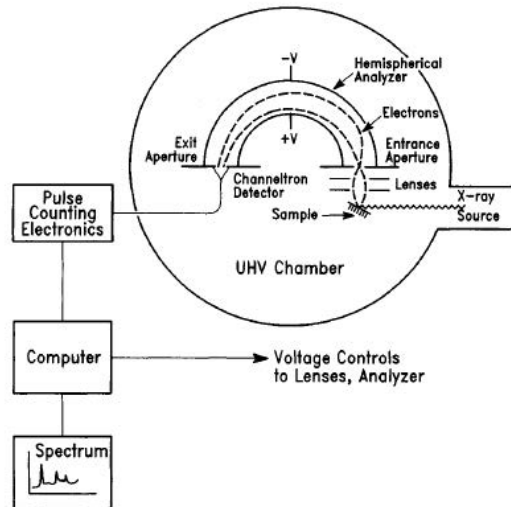 −V
Hemispherical
Analyzer
Electrons
+V
Exit
Aperture
Entrance
Aperture
Channeltron
Detector
Lenses
X-ray
Source
Sample
Pulse
Counting
Electronics
UHV Chamber
Computer
Voltage Controls
to Lenses, Analyzer
Spectrum